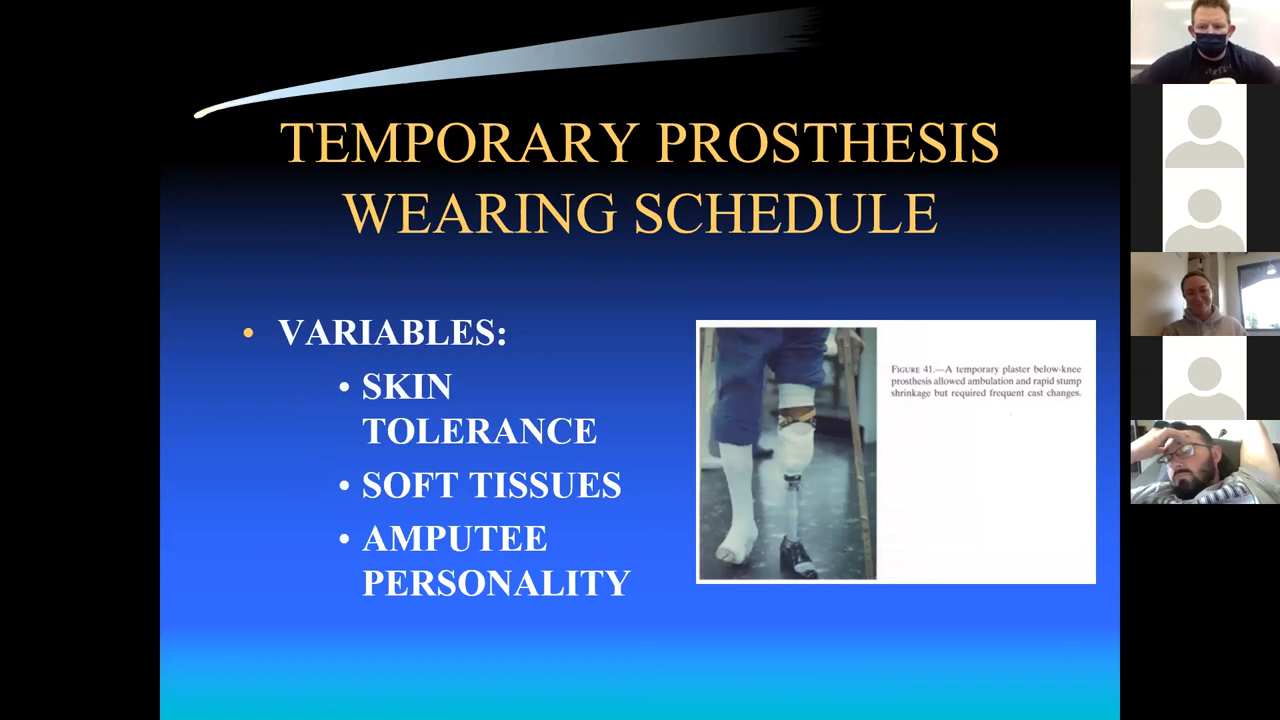 TEMPORARY PROSTHESIS
WEARING SCHEDULE
• VARIABLES:
• SKIN
TOLERANCE
• SOFT TISSUES
• AMPUTEE
PERSONALITY
FIGURE 41.—A temporary plaster below-knee
prosthesis allowed ambulation and rapid stump
shrinkage but required frequent cast changes.